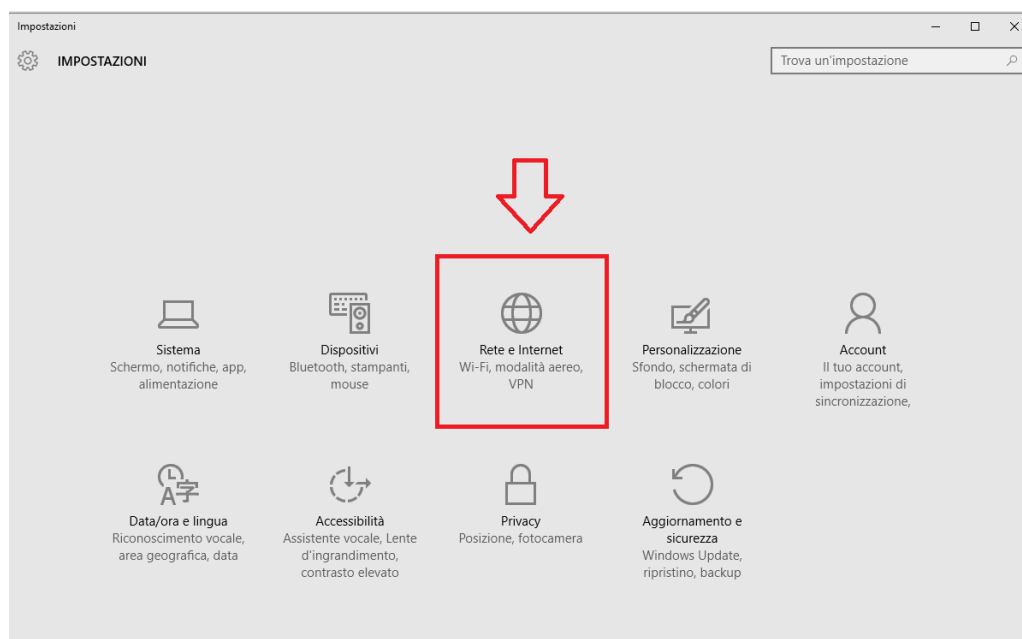 Impostazioni
IMPOSTAZIONI
Trova un'impostazione
Sistema
Schermo, notifiche, app,
alimentazione
Dispositivi
Bluetooth, stampanti,
mouse
Rete e Internet
Wi-Fi, modalità aereo,
VPN
Personalizzazione
Sfondo, schermata di
blocco, colori
Account
Il tuo account,
impostazioni di
sincronizzazione,
Data/ora e lingua
Riconoscimento vocale,
area geografica, data
Accessibilità
Assistente vocale, Lente
d'ingrandimento,
contrasto elevato
Privacy
Posizione, fotocamera
Aggiornamento e
sicurezza
Windows Update,
ripristino, backup